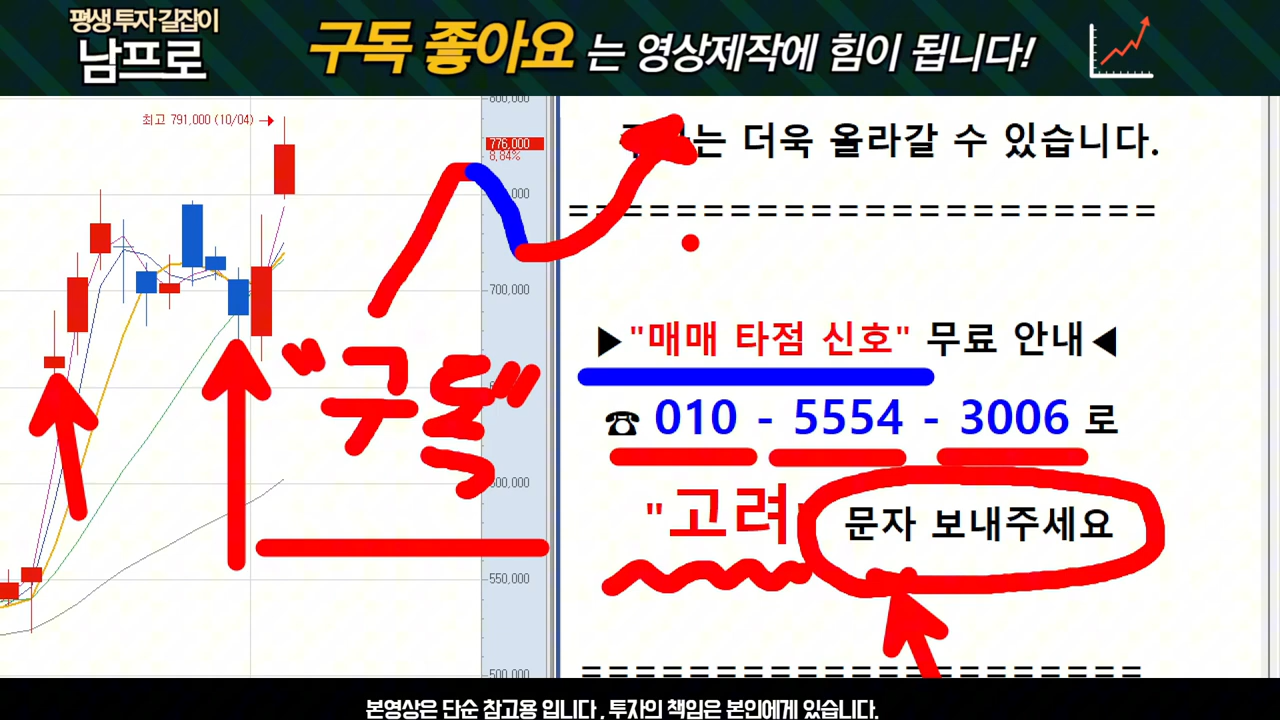 평생 투자 길잡이
남프로
구독 좋아요 는 영상제작에 힘이 됩니다!
최고 791,000 (10/04) →
800,000
776,000
8,84%
700,000
"구독"
550,000
500,000
는 더욱 올라갈 수 있습니다.
=============================
▶"매매 타점 신호" 무료 안내◀
☎ 010 - 5554 - 3006 로
"고려" 문자 보내주세요
============================
본영상은 단순 참고용 입니다 , 투자의 책임은 본인에게 있습니다.